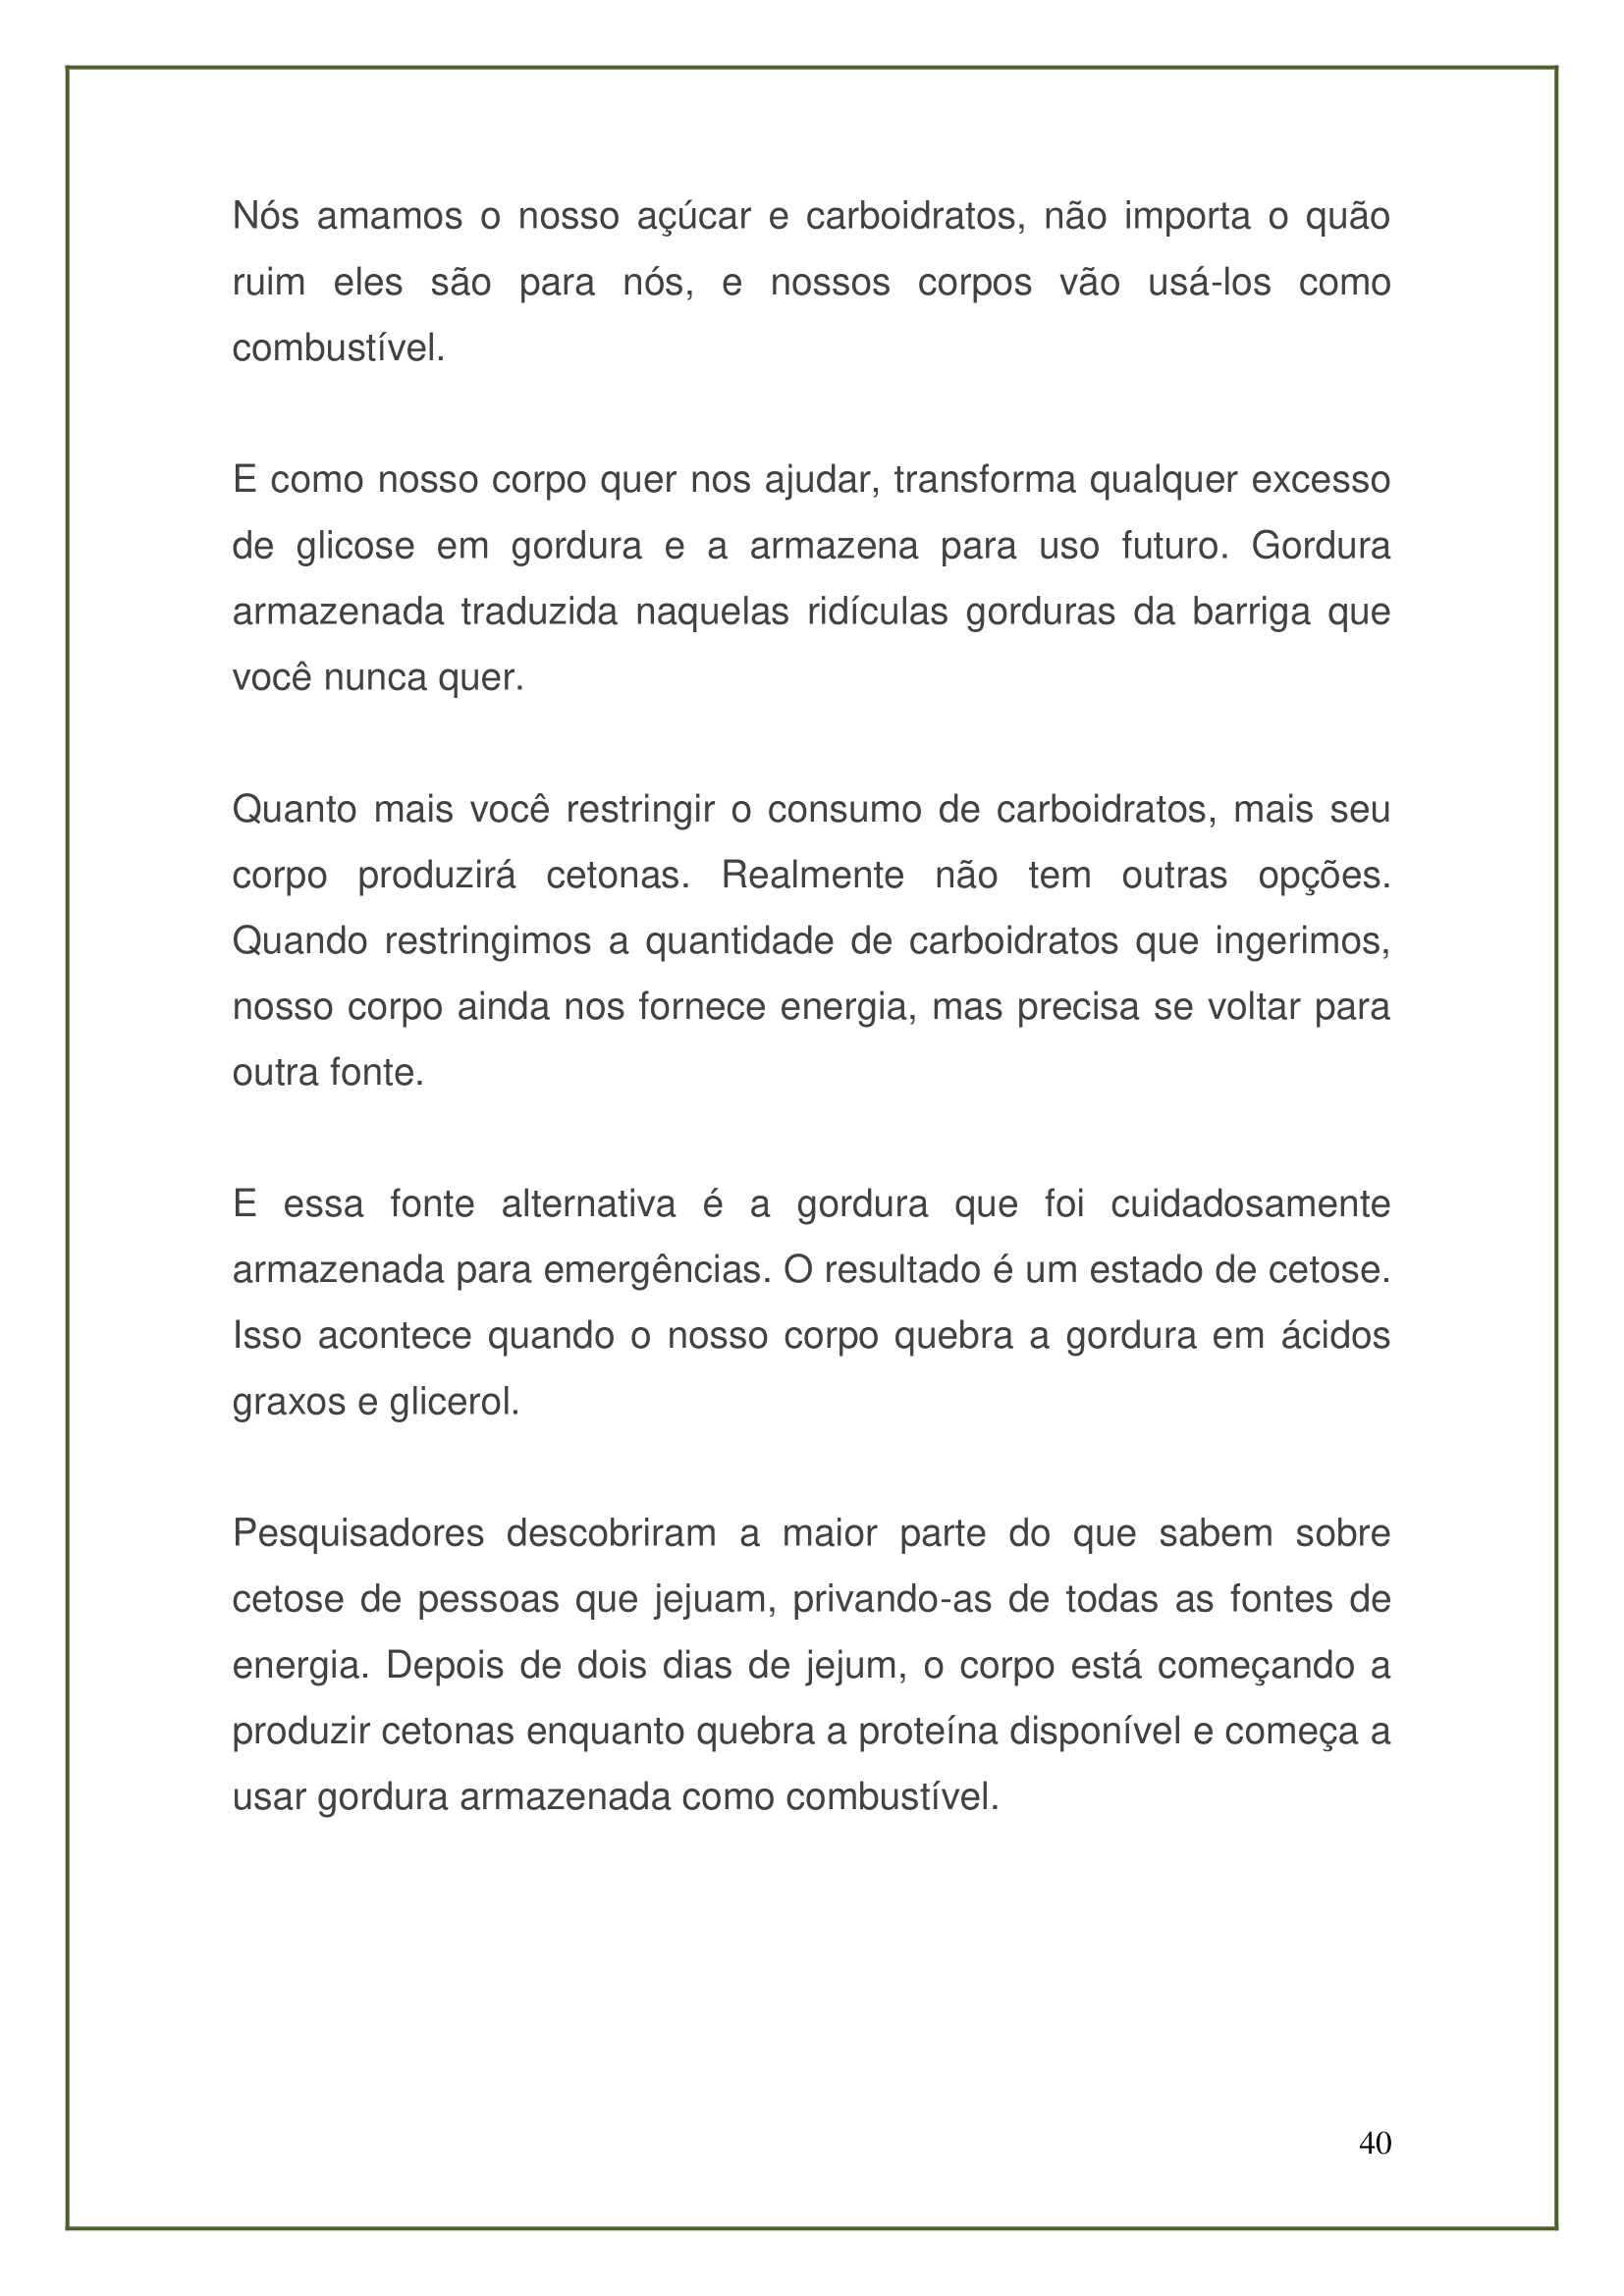 Nós amamos o nosso açúcar e carboidratos, não importa o quão
ruim eles são para nós, e nossos corpos vão usá-los como
combustível.
E como nosso corpo quer nos ajudar, transforma qualquer excesso
de glicose em gordura e a armazena para uso futuro. Gordura
armazenada traduzida naquelas ridículas gorduras da barriga que
você nunca quer.
Quanto mais você restringir o consumo de carboidratos, mais seu
corpo produzirá cetonas. Realmente não tem outras opções.
Quando restringimos a quantidade de carboidratos que ingerimos,
nosso corpo ainda nos fornece energia, mas precisa se voltar para
outra fonte.
E essa fonte alternativa é a gordura que foi cuidadosamente
armazenada para emergências. O resultado é um estado de cetose.
Isso acontece quando o nosso corpo quebra a gordura em ácidos
graxos e glicerol.
Pesquisadores descobriram a maior parte do que sabem sobre
cetose de pessoas que jejuam, privando-as de todas as fontes de
energia. Depois de dois dias de jejum, o corpo está começando a
produzir cetonas enquanto quebra a proteína disponível e começa a
usar gordura armazenada como combustível.
40